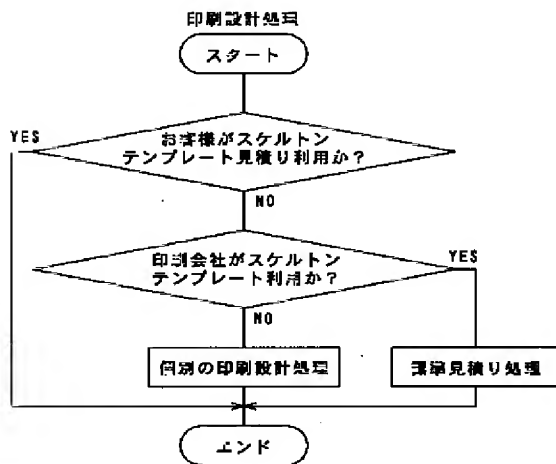 印刷設計処理
スタート
YES
お客様がスケルトン
テンプレート見積り利用か？
NO
印刷会社がスケルトン
テンプレート利用か？
YES
NO
個別の印刷設計処理
標準見積り処理
エンド